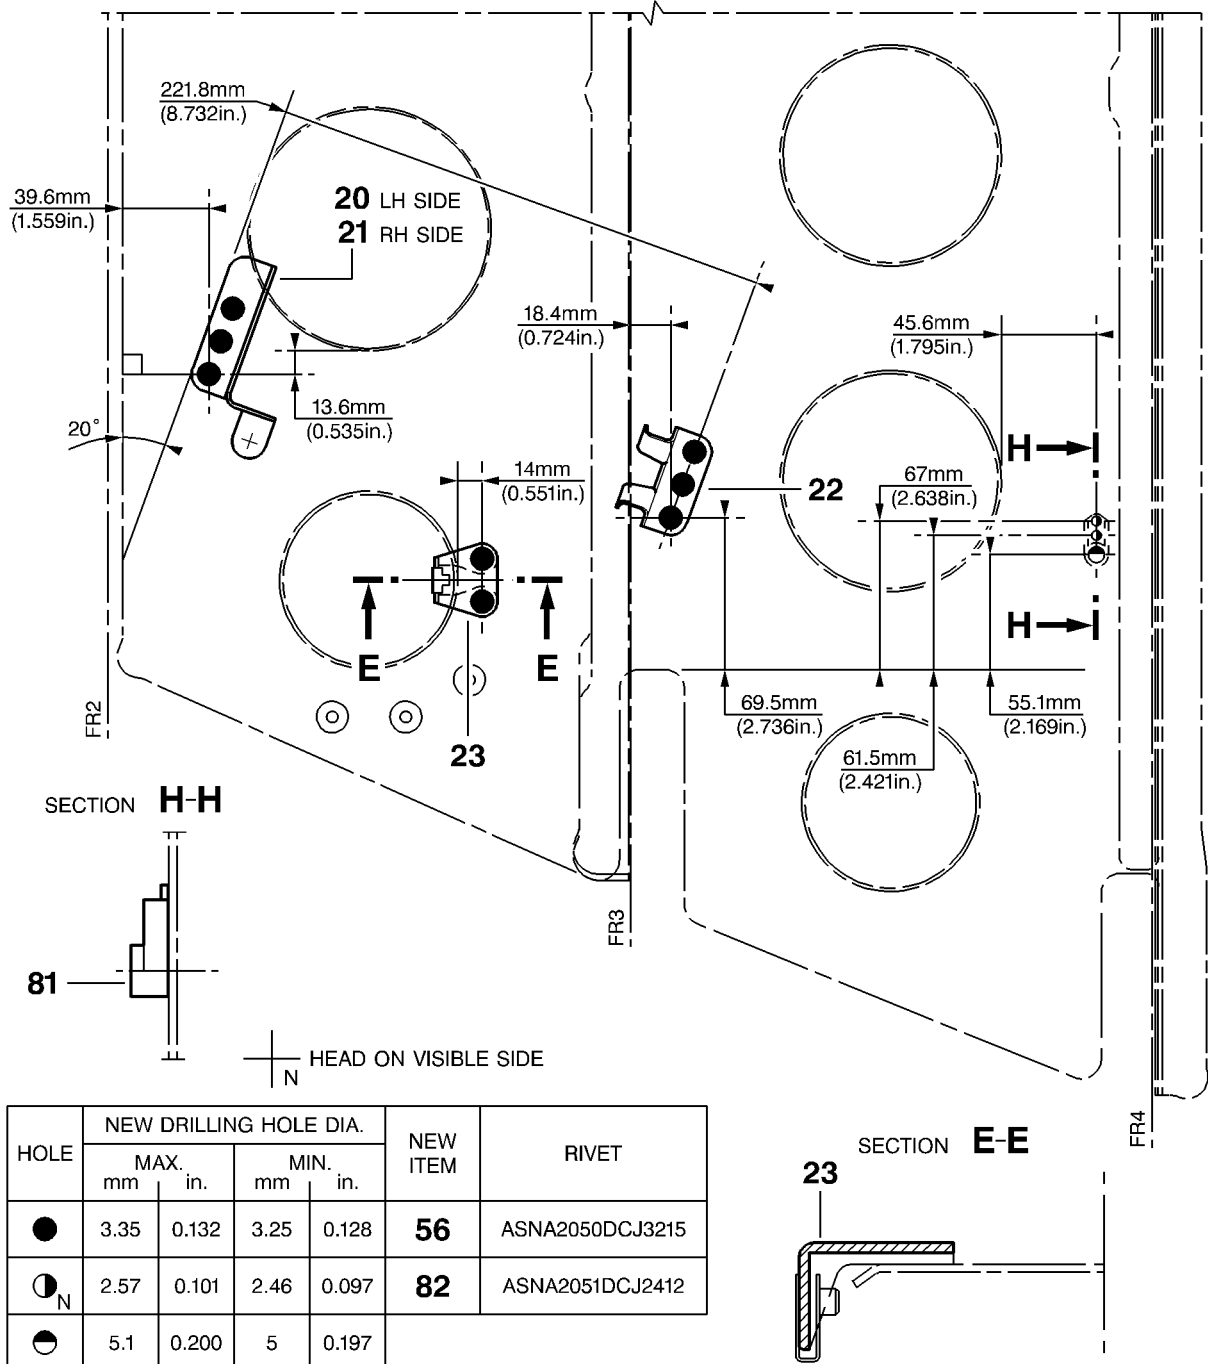 221.8mm
(8.732in.)
39.6mm
(1.559in.)
20 LH SIDE
21 RH SIDE
18.4mm
(0.724in.)
45.6mm
(1.795in.)
13.6mm
(0.535in.)
20°
14mm
(0.551in.)
H
67mm
(2.638in.)
22
H
E E
69.5mm
(2.736in.)
55.1mm
(2.169in.)
FR2
23
61.5mm
(2.421in.)
SECTION H-H
FR3
81
HEAD ON VISIBLE SIDE
N
FR4
HOLE NEW DRILLING HOLE DIA. NEW ITEM RIVET
MAX. MIN.
mm in. mm in.
3.35 0.132 3.25 0.128 56 ASNA2050DCJ3215
N 2.57 0.101 2.46 0.097 82 ASNA2051DCJ2412
5.1 0.200 5 0.197
SECTION E-E
23